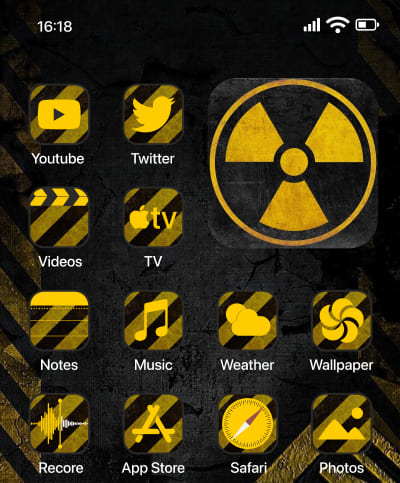 16:18
Youtube
Twitter
tv
Videos
TV
Notes
Music
Weather
Wallpaper
Recore
App Store
Safari
Photos